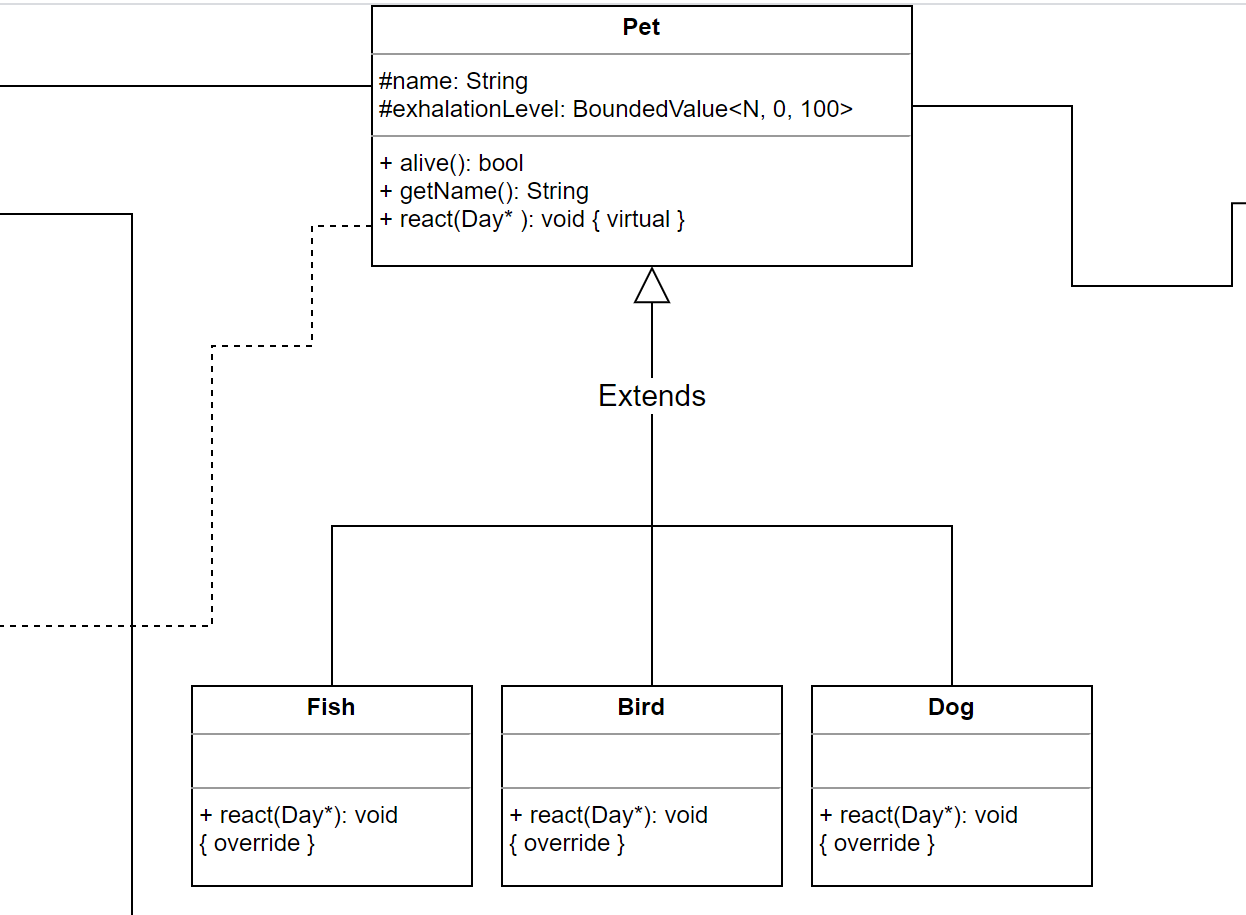 Pet
#name: String
#exhalationLevel: BoundedValue<N, 0, 100>
+ alive(): bool
+ getName(): String
+ react(Day* ): void { virtual }
Extends
Fish
+ react(Day*): void
{ override }
Bird
+ react(Day*): void
{ override }
Dog
+ react(Day*): void
{ override }